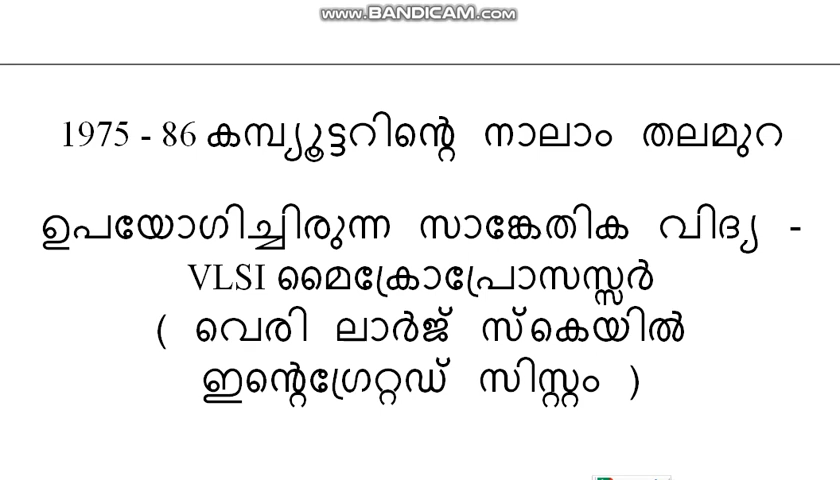 www.BANDICAM.com
1975 - 86 കമ്പ്യൂട്ടറിന്റെ നാലാം തലമുറ
ഉപയോഗിച്ചിരുന്ന സാങ്കേതിക വിദ്യ -
VLSI മൈക്രോപ്രോസസ്സർ
( വെരി ലാർജ് സ്കെയിൽ
ഇന്റെഗ്രേറ്റഡ് സിസ്റ്റം )